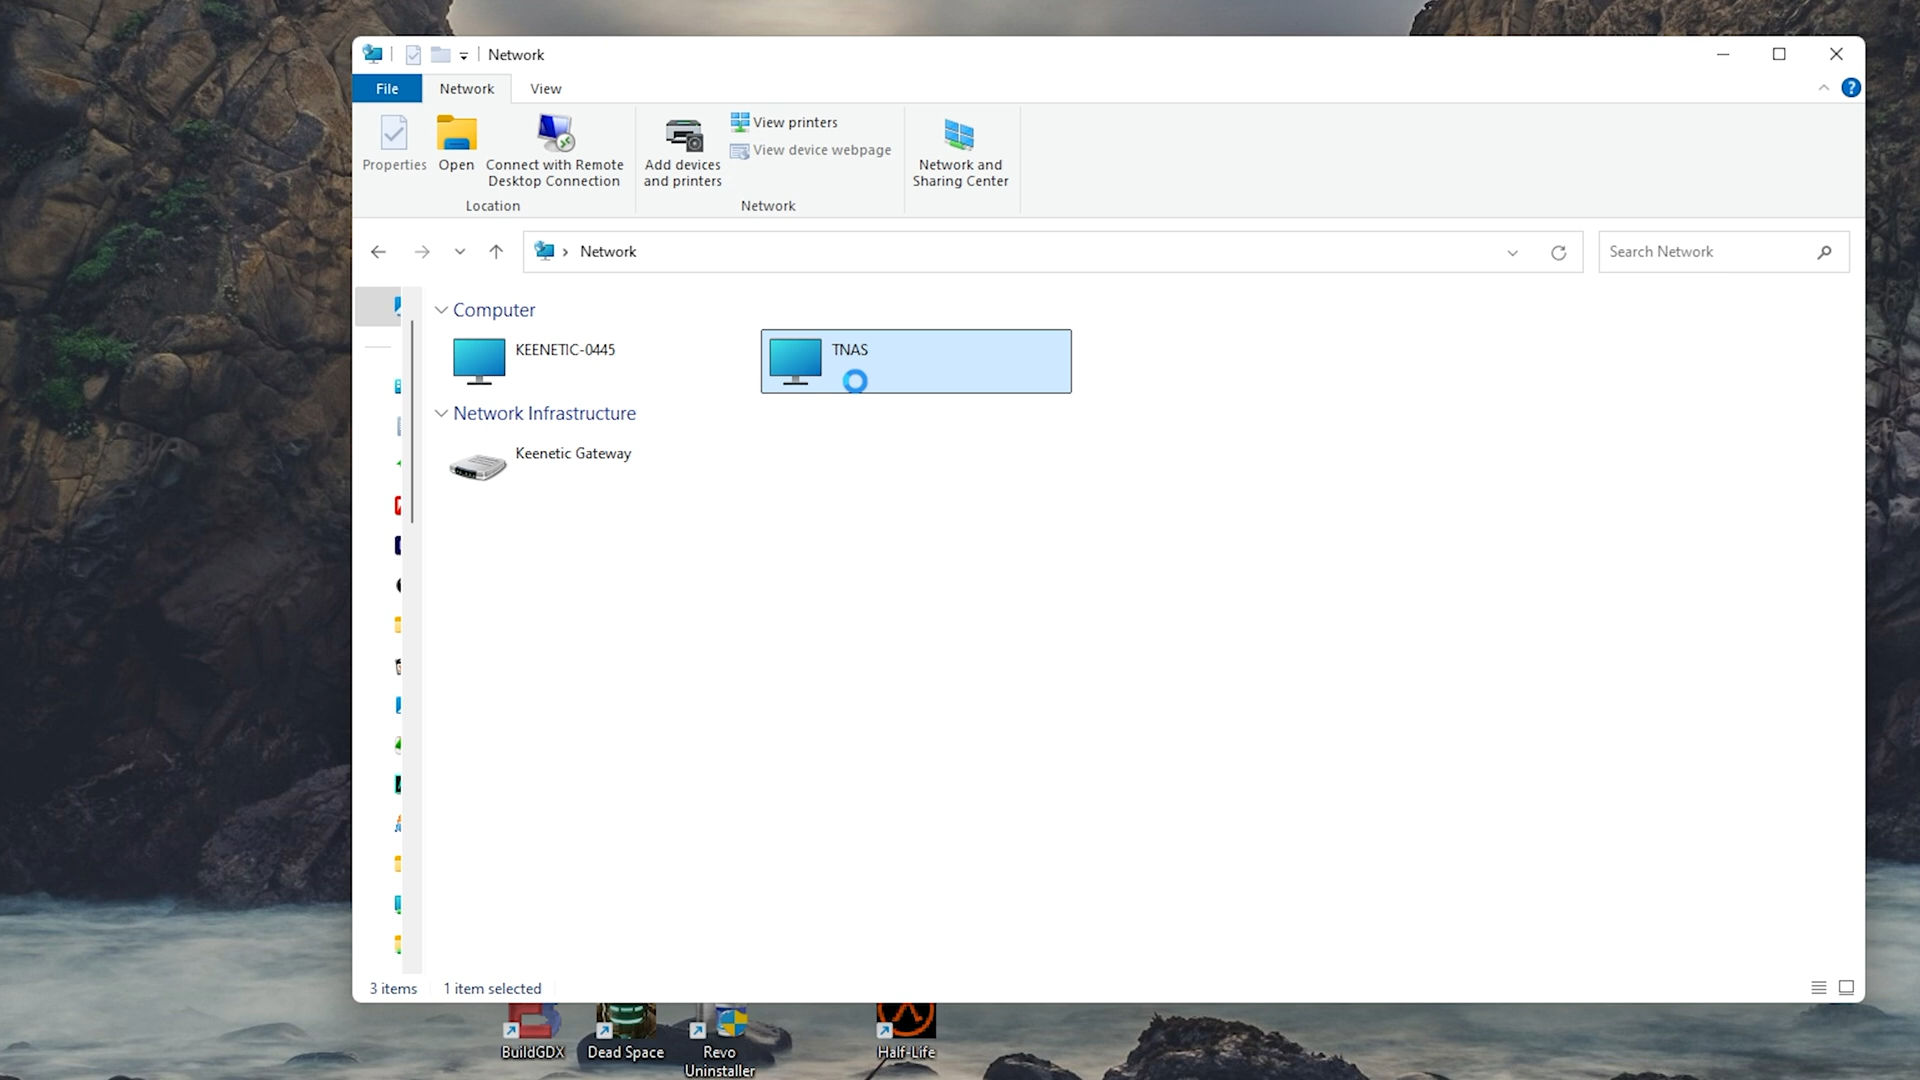 Network
File
Network
View
?
Properties
Open
Connect with Remote
Desktop Connection
Location
Add devices
and printers
View printers
View device webpage
Network
Network and
Sharing Center
Network
Search Network
Computer
KEENETIC-0445
TNAS
Network Infrastructure
Keenetic Gateway
3 items
1 item selected
BuildGDX
Dead Space
Revo
Uninstaller
Half-Life